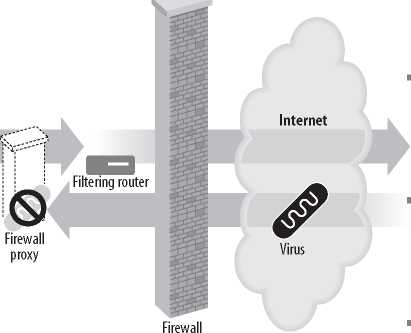 Internet
Filtering router
Firewall
proxy
Virus
Firewall